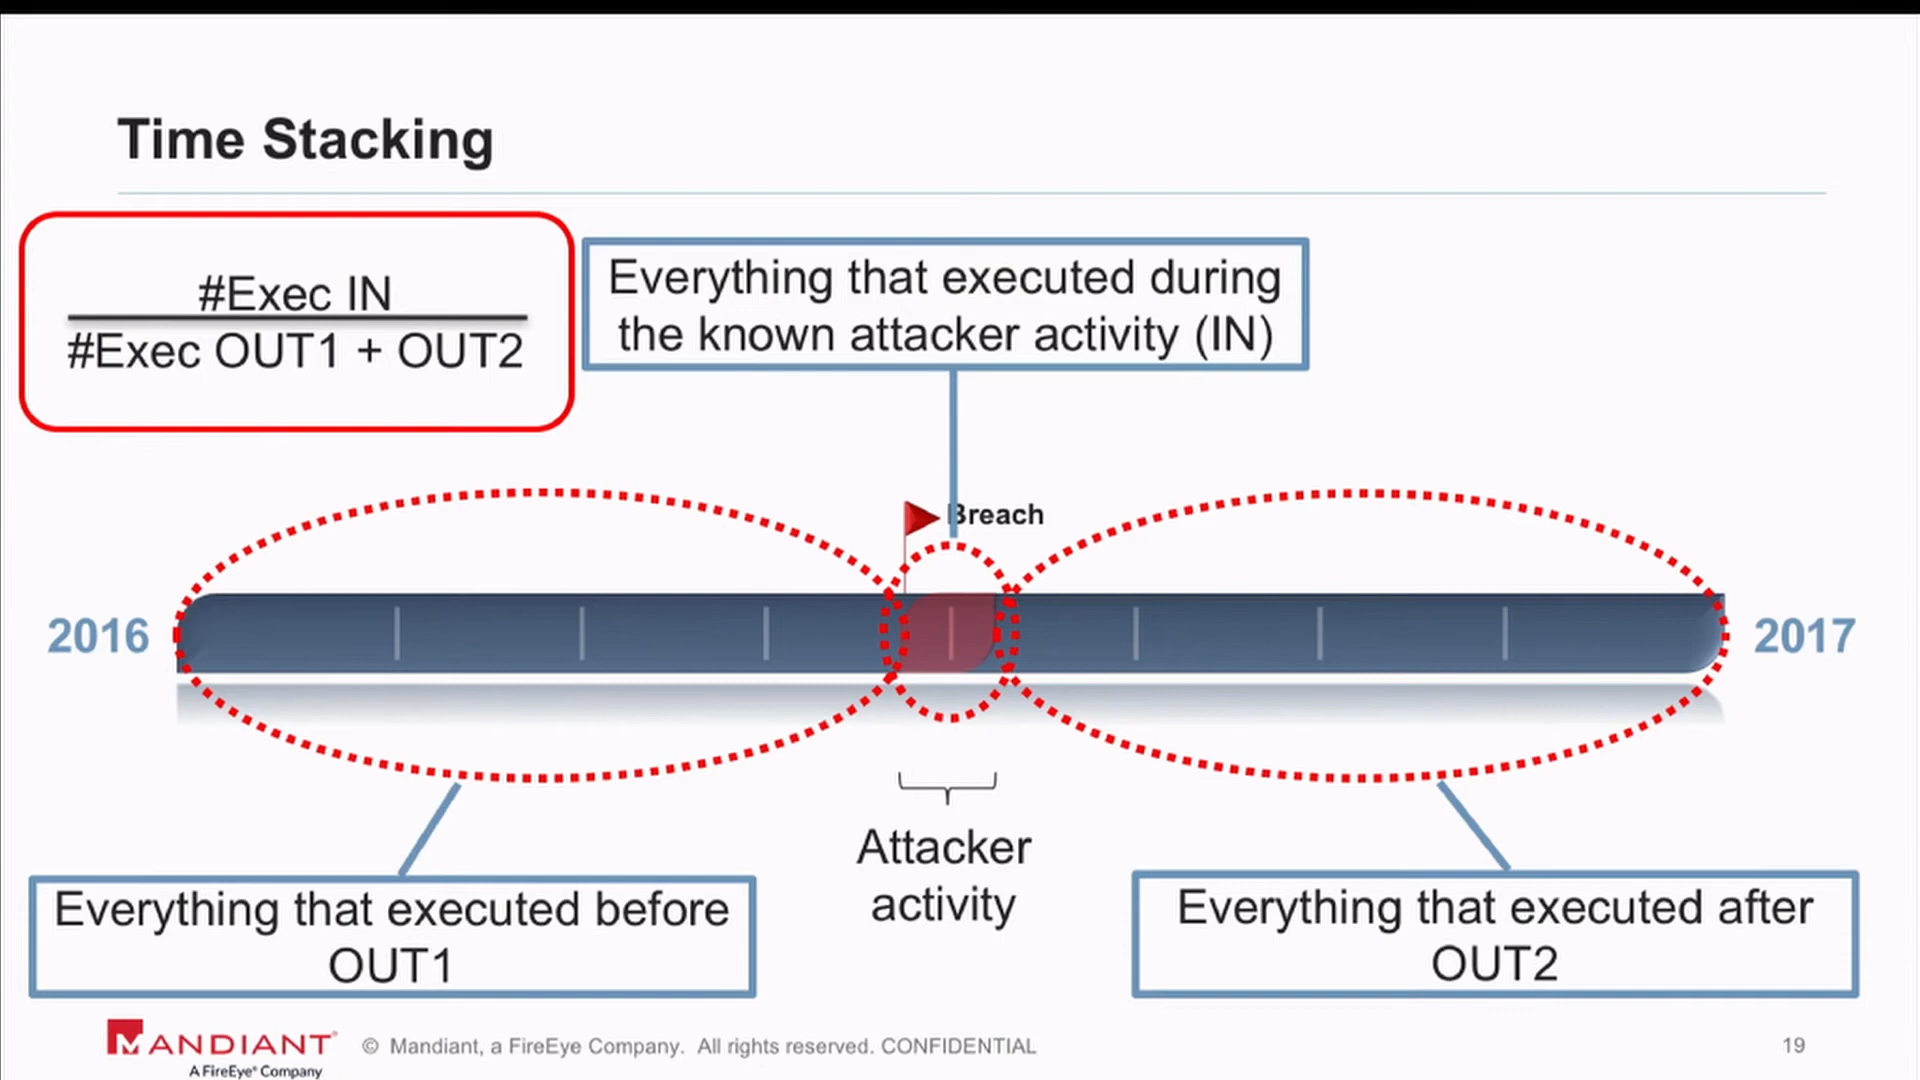 Time Stacking
#Exec IN
#Exec OUT1 + OUT2
Everything that executed during
the known attacker activity (IN)
Breach
2016
2017
Attacker
activity
Everything that executed before
OUT1
Everything that executed after
OUT2
MANDIANT®
A FireEye® Company
© Mandiant, a FireEye Company. All rights reserved. CONFIDENTIAL
19